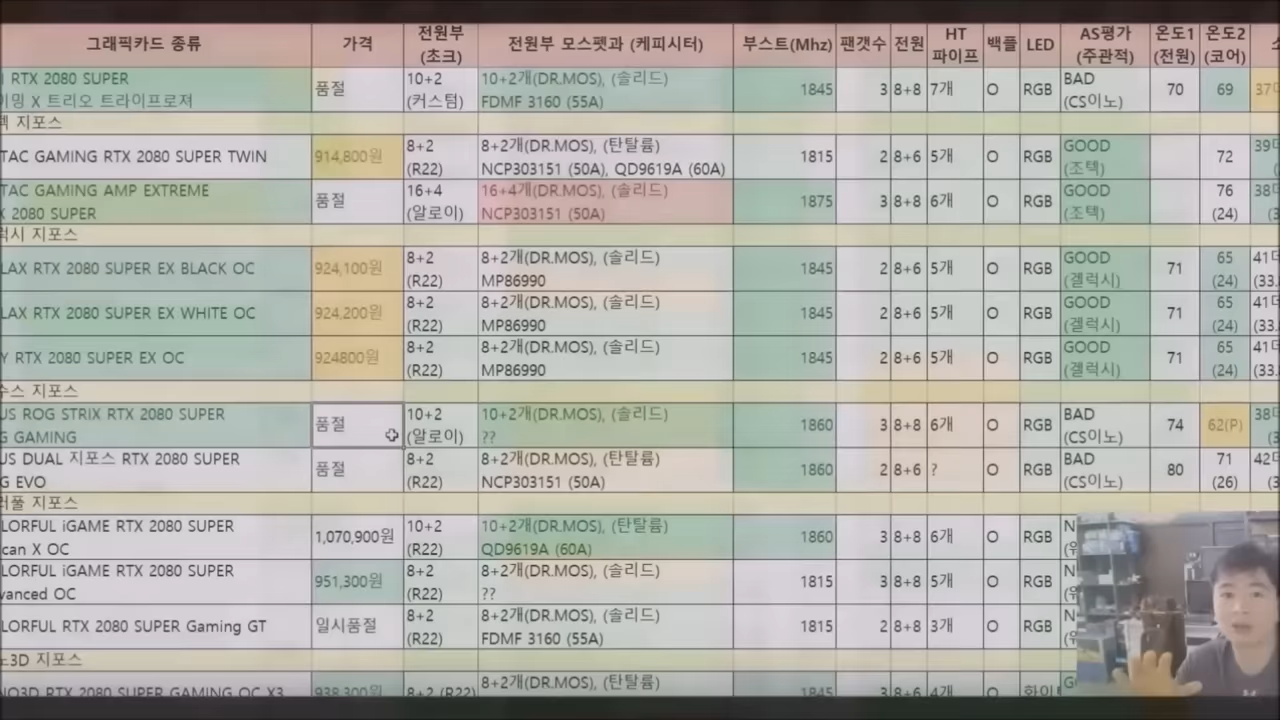 그래픽카드 종류 가격 전원부 (초크) 전원부 모스펫과 (케피시터) 부스트(Mhz) 팬갯수 전원 HT 파이프 백플 LED AS평가 (주관적) 온도1 (전원) 온도2 (코어)
RTX 2080 SUPER 품절 10+2 10+2개(DR.MOS), (솔리드) 1845 3 8+8 7개 O RGB BAD 70 69
이밍 X 트리오 트라이프로져 (커스텀) FDMF 3160 (55A) (CS이노)
텍 지포스
TAC GAMING RTX 2080 SUPER TWIN 914,800원 8+2 (R22) 8+2개(DR.MOS), (탄탈륨) 1815 2 8+6 5개 O RGB GOOD 72
NCP303151 (50A), QD9619A (60A) (조텍)
TAC GAMING AMP EXTREME 품절 16+4 16+4개(DR.MOS), (솔리드) 1875 3 8+8 6개 O RGB GOOD 76
2080 SUPER (알로이) NCP303151 (50A) (조텍) (24)
럭시 지포스
LAX RTX 2080 SUPER EX BLACK OC 924,100원 8+2 8+2개(DR.MOS), (솔리드) 1845 2 8+6 5개 O RGB GOOD 71 65
(R22) MP86990 (겔럭시) (24)
LAX RTX 2080 SUPER EX WHITE OC 924,200원 8+2 8+2개(DR.MOS), (솔리드) 1845 2 8+6 5개 O RGB GOOD 71 65
(R22) MP86990 (겔럭시) (24)
Y RTX 2080 SUPER EX OC 924800원 8+2 8+2개(DR.MOS), (솔리드) 1845 2 8+6 5개 O RGB GOOD 71 65
(R22) MP86990 (겔럭시) (24)
수스 지포스
US ROG STRIX RTX 2080 SUPER 품절 10+2 10+2개(DR.MOS), (솔리드) 1860 3 8+8 6개 O RGB BAD 74 62(P)
G GAMING (알로이) ?? (CS이노)
US DUAL 지포스 RTX 2080 SUPER 품절 8+2 8+2개(DR.MOS), (탄탈륨) 1860 2 8+6 ? O RGB BAD 80 71
G EVO (R22) NCP303151 (50A) (CS이노) (26)
러풀 지포스
LORFUL iGAME RTX 2080 SUPER 1,070,900원 10+2 10+2개(DR.MOS), (탄탈륨) 1860 3 8+8 6개 O RGB
can X OC (R22) QD9619A (60A)
LORFUL iGAME RTX 2080 SUPER 951,300원 8+2 8+2개(DR.MOS), (솔리드) 1815 3 8+8 5개 O RGB
vanced OC (R22) ??
LORFUL RTX 2080 SUPER Gaming GT 일시품절 8+2 8+2개(DR.MOS), (솔리드) 1815 2 8+8 3개 O RGB
(R22) FDMF 3160 (55A)
노3D 지포스
NO3D RTX 2080 SUPER GAMING OC X3 938,300원 8+2 (R22) 8+2개(DR.MOS), (탄탈륨) 1845 3 8+6 4개 O